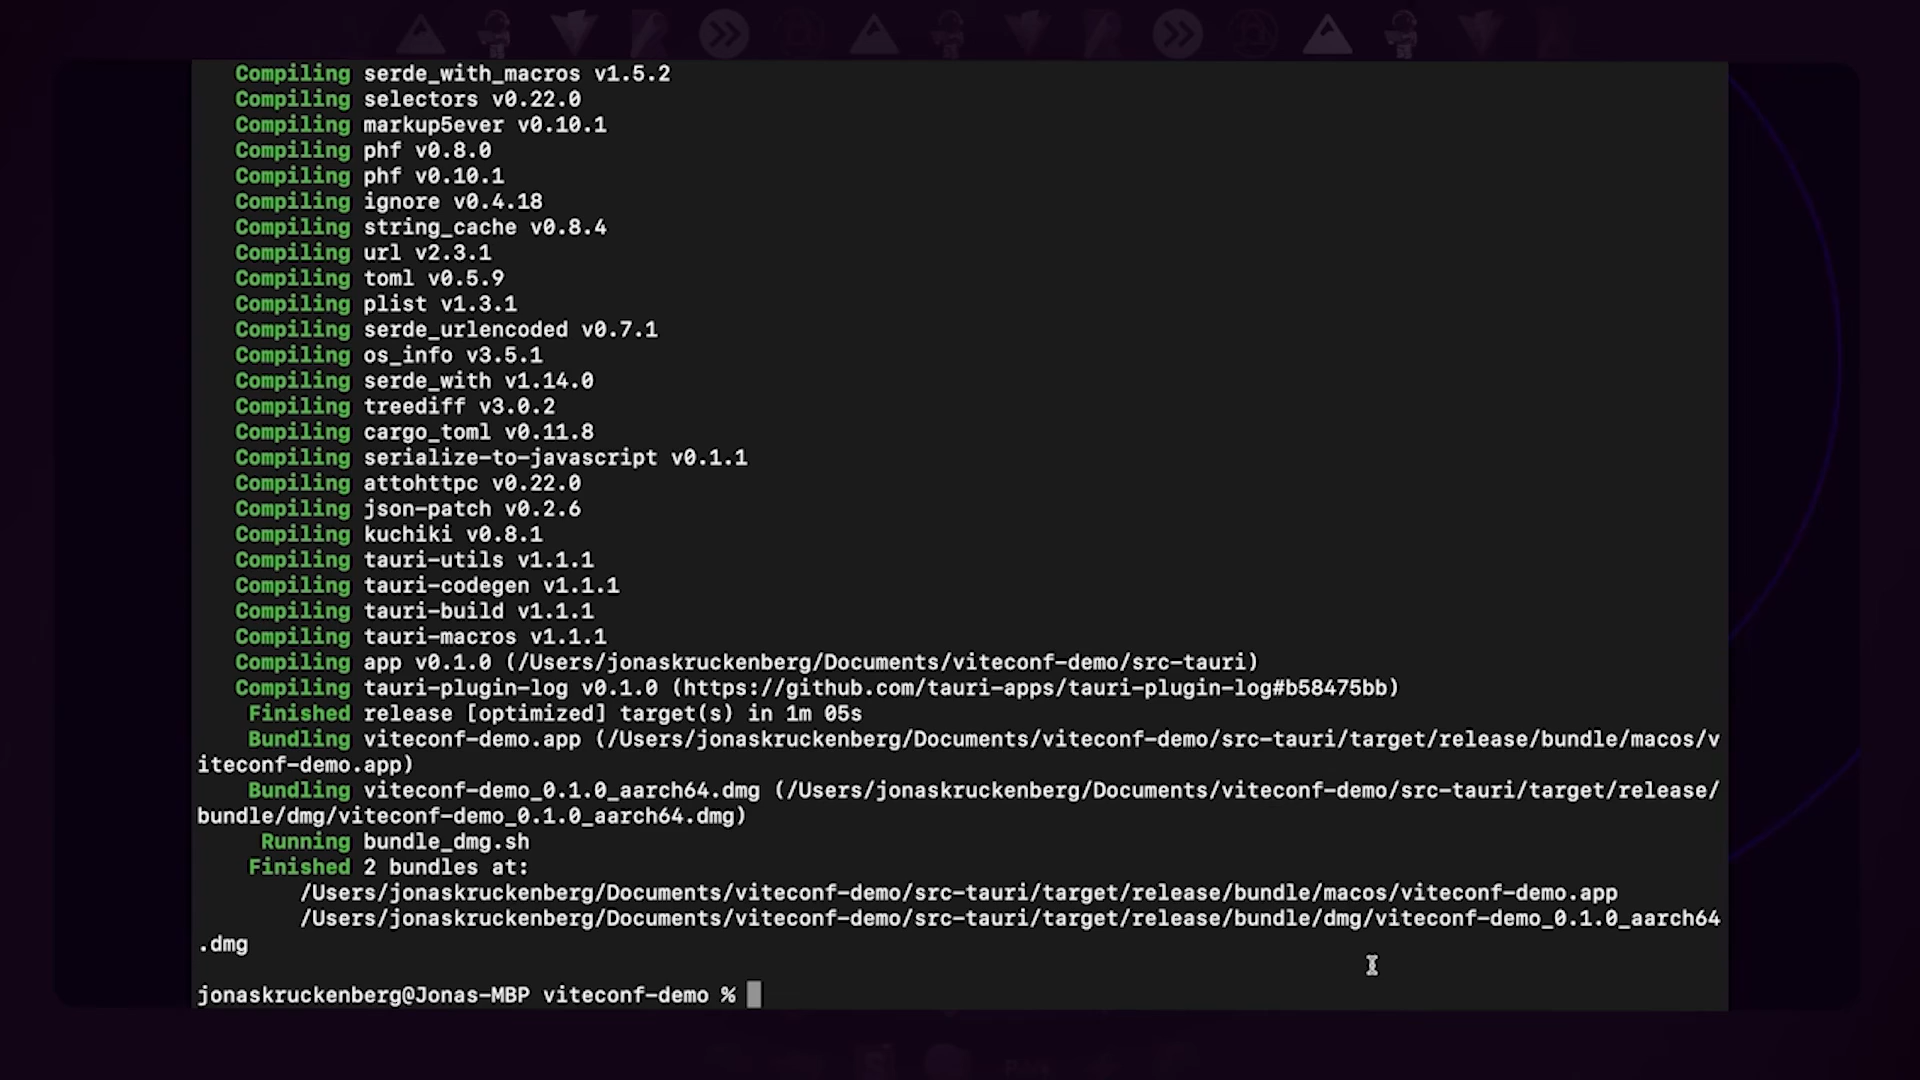 Compiling serde_with_macros v1.5.2
Compiling selectors v0.22.0
Compiling markup5ever v0.10.1
Compiling phf v0.8.0
Compiling phf v0.10.1
Compiling ignore v0.4.18
Compiling string_cache v0.8.4
Compiling url v2.3.1
Compiling toml v0.5.9
Compiling plist v1.3.1
Compiling serde_urlencoded v0.7.1
Compiling os_info v3.5.1
Compiling serde_with v1.14.0
Compiling treediff v3.0.2
Compiling cargo_toml v0.11.8
Compiling serialize-to-javascript v0.1.1
Compiling attohttpc v0.22.0
Compiling json-patch v0.2.6
Compiling kuchiki v0.8.1
Compiling tauri-utils v1.1.1
Compiling tauri-codegen v1.1.1
Compiling tauri-build v1.1.1
Compiling tauri-macros v1.1.1
Compiling app v0.1.0 (/Users/jonaskruckenberg/Documents/viteconf-demo/src-tauri)
Compiling tauri-plugin-log v0.1.0 (https://github.com/tauri-apps/tauri-plugin-log#b58475bb)
Finished release [optimized] target(s) in 1m 05s
Bundling viteconf-demo.app (/Users/jonaskruckenberg/Documents/viteconf-demo/src-tauri/target/release/bundle/macos/v
iteconf-demo.app)
Bundling viteconf-demo_0.1.0_aarch64.dmg (/Users/jonaskruckenberg/Documents/viteconf-demo/src-tauri/target/release/
bundle/dmg/viteconf-demo_0.1.0_aarch64.dmg)
Running bundle_dmg.sh
Finished 2 bundles at:
/Users/jonaskruckenberg/Documents/viteconf-demo/src-tauri/target/release/bundle/macos/viteconf-demo.app
/Users/jonaskruckenberg/Documents/viteconf-demo/src-tauri/target/release/bundle/dmg/viteconf-demo_0.1.0_aarch64
.dmg
jonaskruckenberg@Jonas-MBP viteconf-demo %